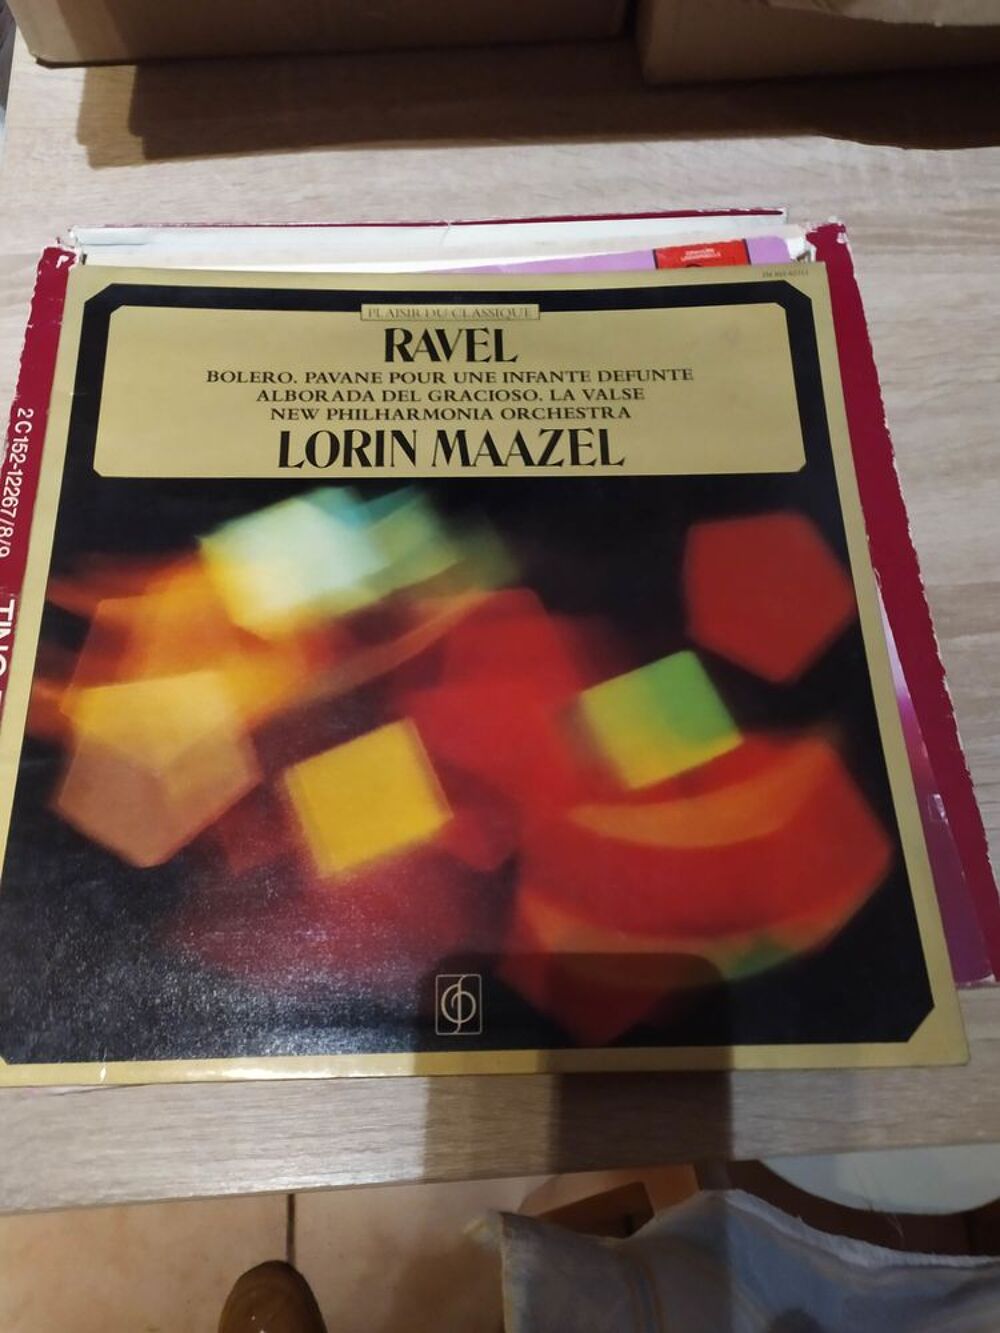 PLAISIR DU CLASSIQUE
RAVEL
BOLERO. PAVANE POUR UNE INFANTE DEFUNTE
ALBORADA DEL GRACIOSO. LA VALSE
NEW PHILHARMONIA ORCHESTRA
LORIN MAAZEL
2 C 152-12267/8/9